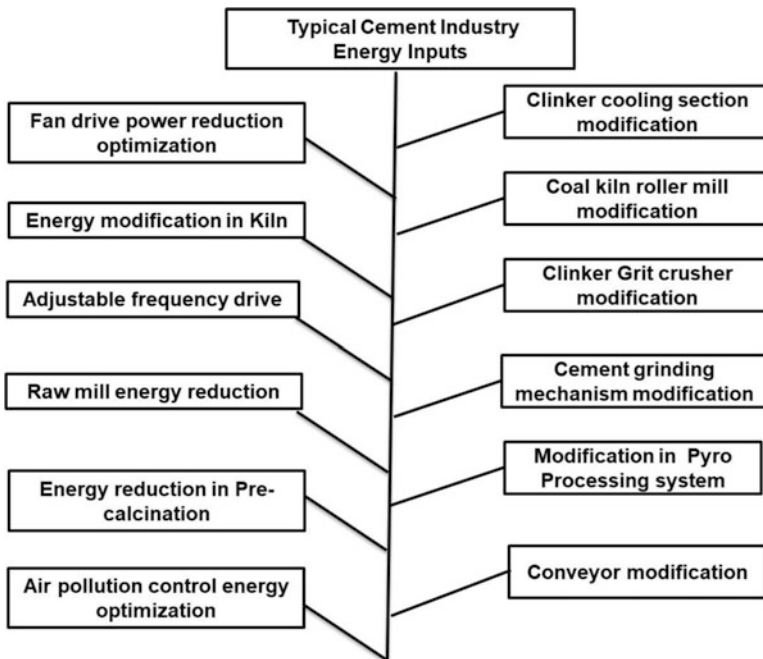 Typical Cement Industry
Energy Inputs
Fan drive power reduction
optimization
Energy modification in Kiln
Adjustable frequency drive
Raw mill energy reduction
Energy reduction in Pre-
calcination
Air pollution control energy
optimization
Clinker cooling section
modification
Coal kiln roller mill
modification
Clinker Grit crusher
modification
Cement grinding
mechanism modification
Modification in Pyro
Processing system
Conveyor modification